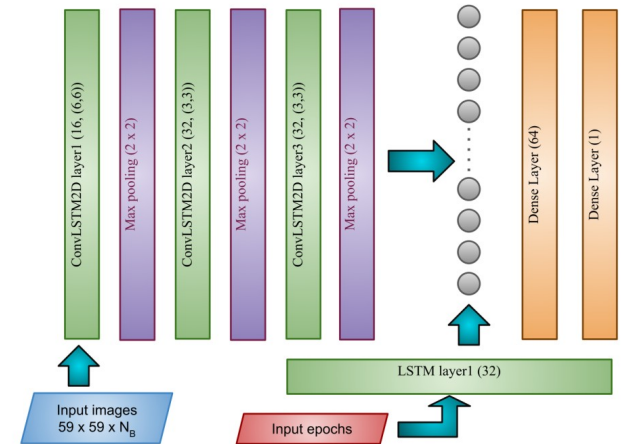 ConvLSTM2D layer1 (16, (6,6))
Max pooling (2 x 2)
ConvLSTM2D layer2 (32, (3,3))
Max pooling (2 x 2)
ConvLSTM2D layer3 (32, (3,3))
Max pooling (2 x 2)
Dense Layer (64)
Dense Layer (1)
LSTM layer1 (32)
Input images
59 x 59 x N_B
Input epochs